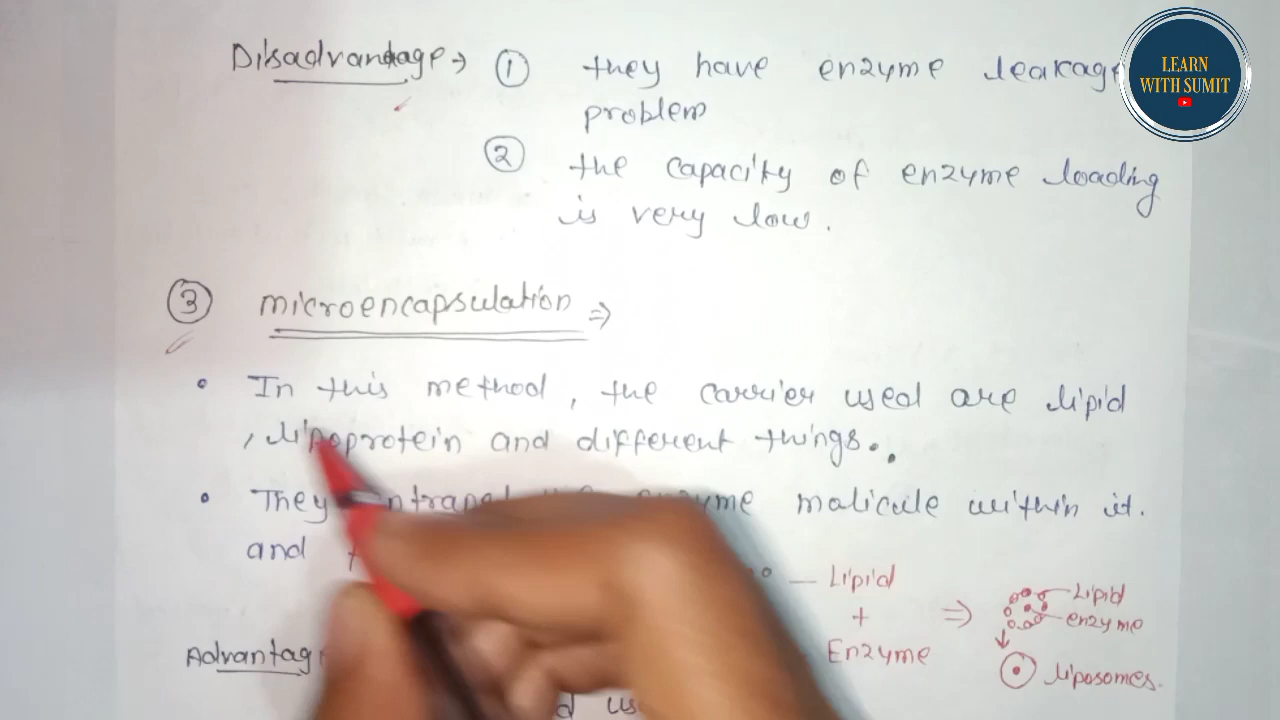 Disadvantage → ① they have enzyme leakage
problem
② the capacity of enzyme loading
is very low.
③ microencapsulation ⇒
• In this method, the carrier used are lipid
, lipoprotein and different things..
• They enzyme malicule within it.
and
— Lipid
+
Enzyme
⇒
Lipid
enzyme
liposomes.
Advantag
LEARN
WITH SUMIT